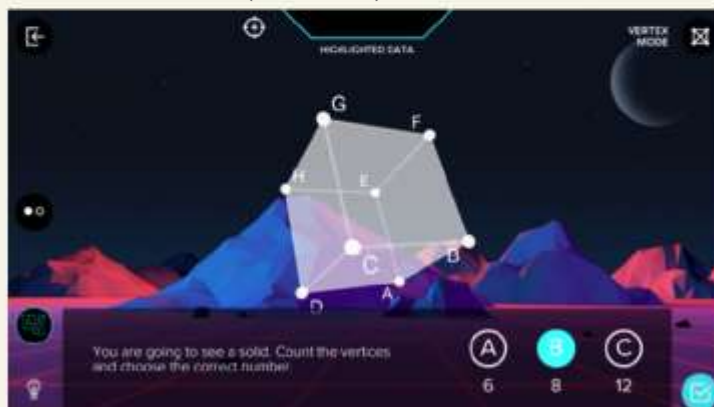 HIGHLIGHTED DATA
VERTEX
MODE
G
F
H
E
C
B
D
A
You are going to see a solid. Count the vertices
and choose the correct number.
A B C
6 8 12